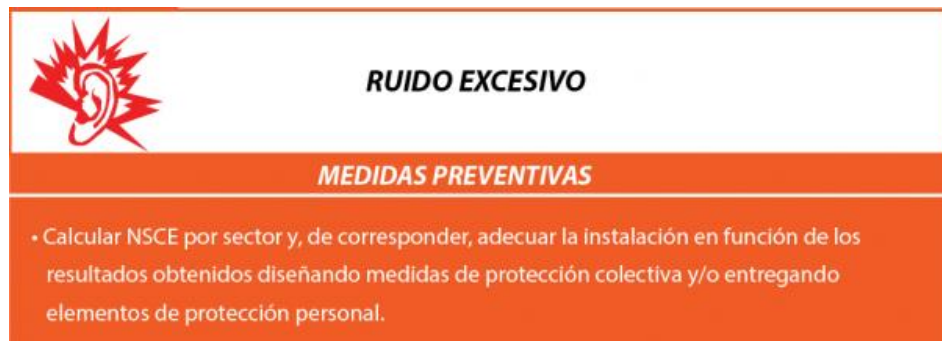 RUIDO EXCESIVO
MEDIDAS PREVENTIVAS
• Calcular NSCE por sector y, de corresponder, adecuar la instalación en función de los
resultados obtenidos diseñando medidas de protección colectiva y/o entregando
elementos de protección personal.